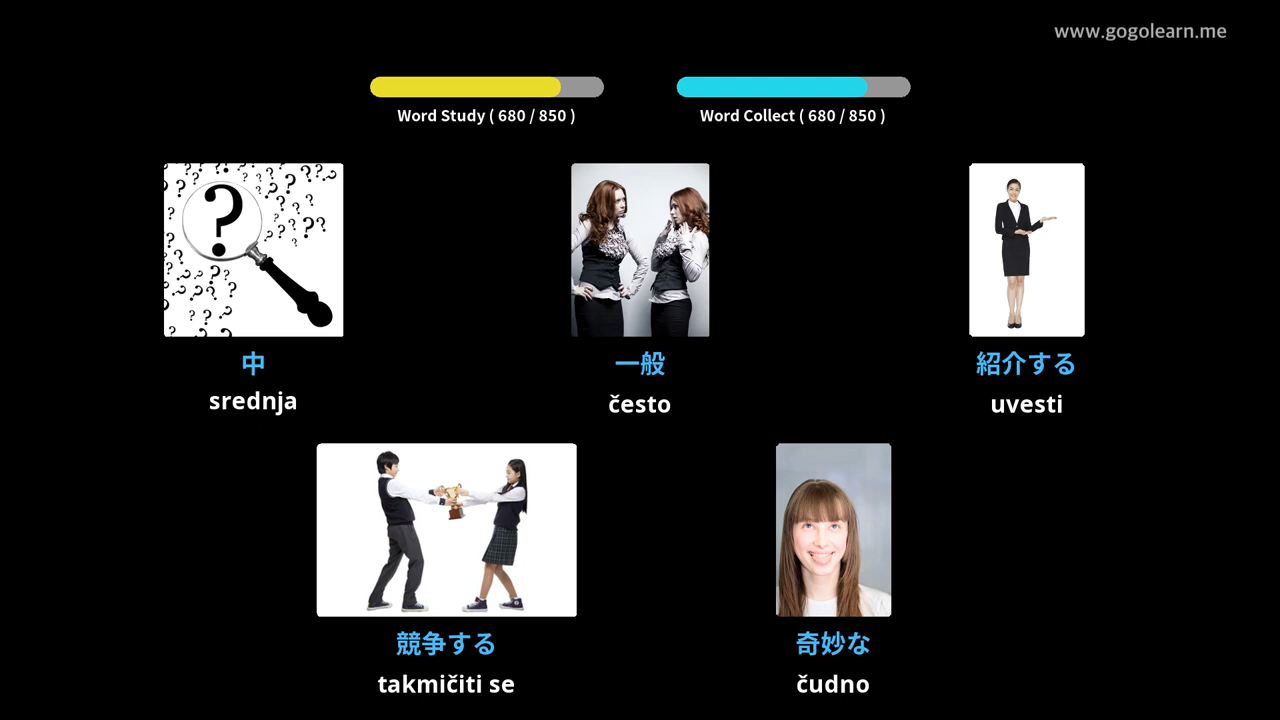 www.gogolearn.me
Word Study ( 680 / 850 )
Word Collect ( 680 / 850 )
中
srednja
一般
često
紹介する
uvesti
競争する
takmičiti se
奇妙な
čudno